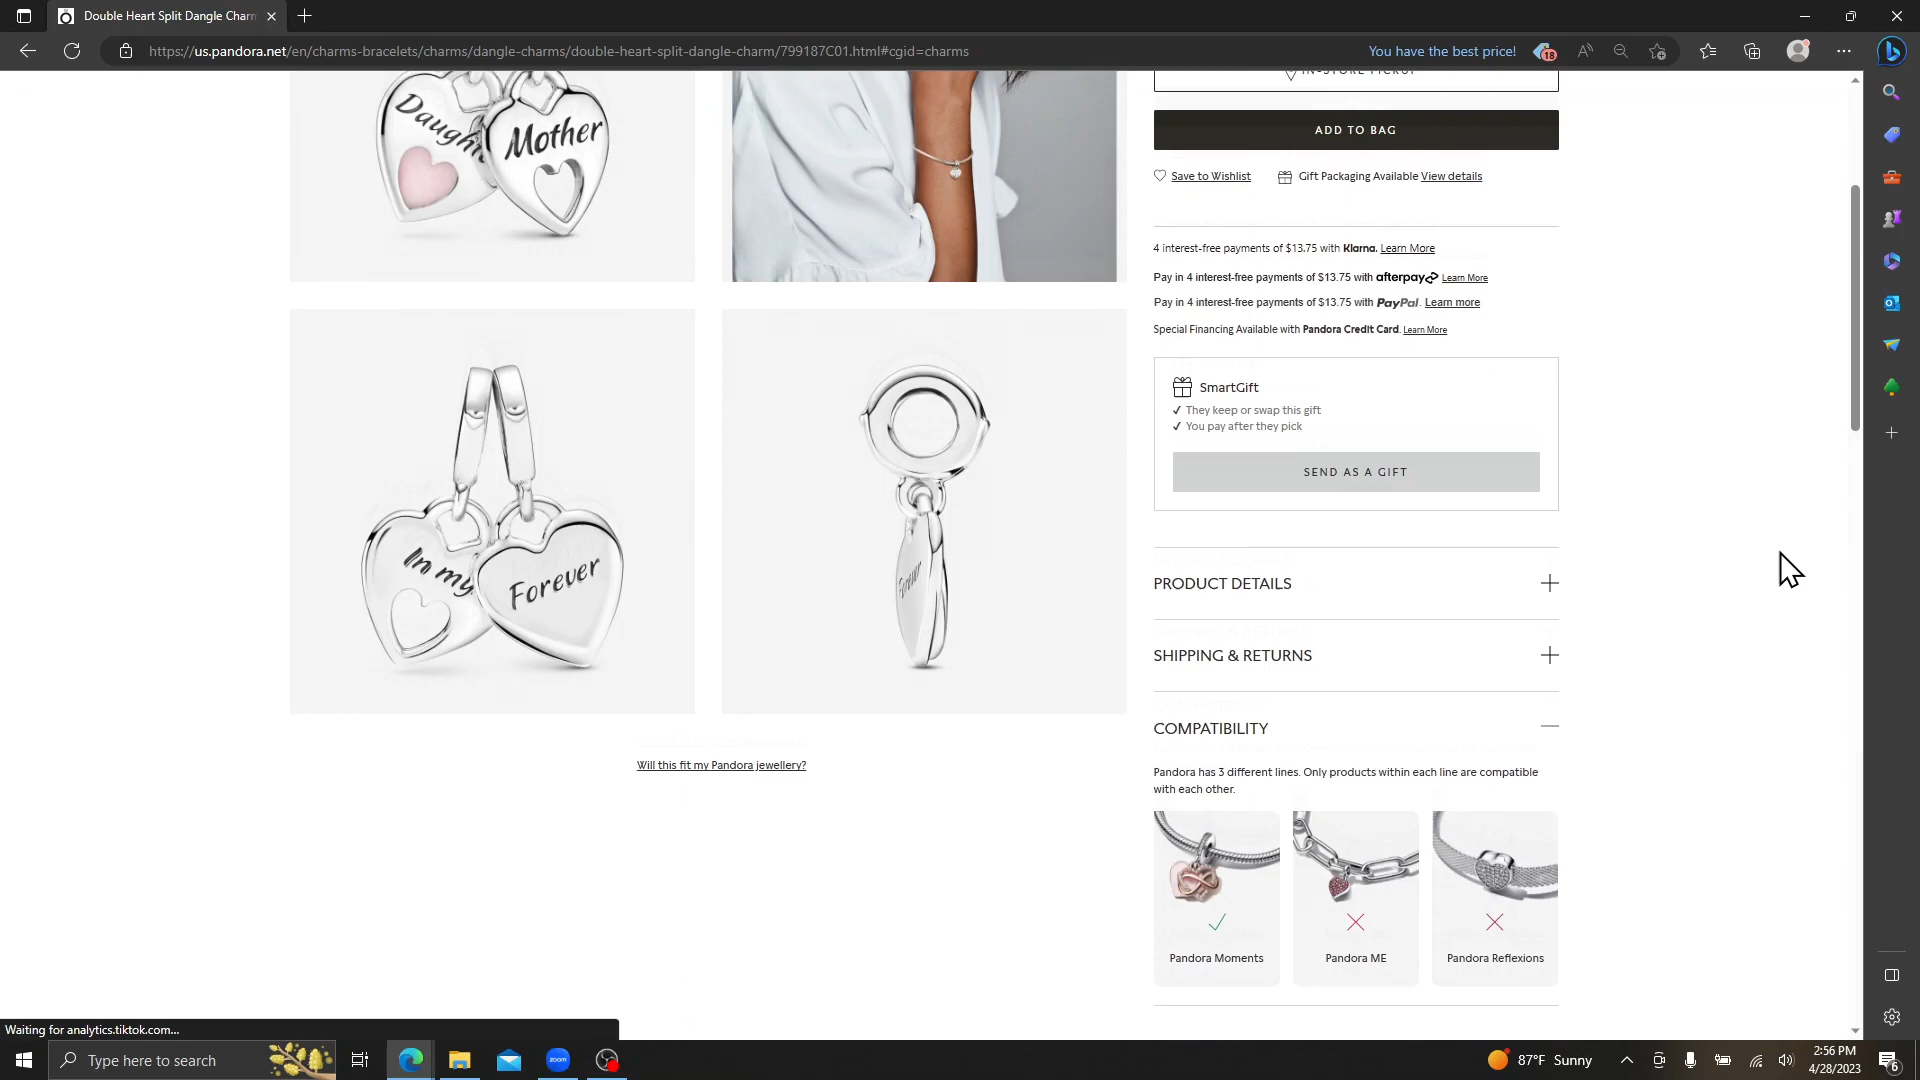 Double Heart Split Dangle Charm
https://us.pandora.net/en/charms-bracelets/charms/dangle-charms/double-heart-split-dangle-charm/799187C01.html#cgid=charms
You have the best price!
18
IN-STORE PICKUP
ADD TO BAG
Save to Wishlist
Gift Packaging Available View details
4 interest-free payments of $13.75 with Klarna. Learn More
Pay in 4 interest-free payments of $13.75 with afterpay Learn More
Pay in 4 interest-free payments of $13.75 with PayPal. Learn more
Special Financing Available with Pandora Credit Card. Learn More
SmartGift
✓ They keep or swap this gift
✓ You pay after they pick
SEND AS A GIFT
PRODUCT DETAILS
SHIPPING & RETURNS
COMPATIBILITY
Pandora has 3 different lines. Only products within each line are compatible
with each other.
Pandora Moments
Pandora ME
Pandora Reflexions
Mother
In my
Forever
Forever
Will this fit my Pandora jewellery?
Waiting for analytics.tiktok.com...
Type here to search
zoom
87°F Sunny
2:56 PM
4/28/2023
6